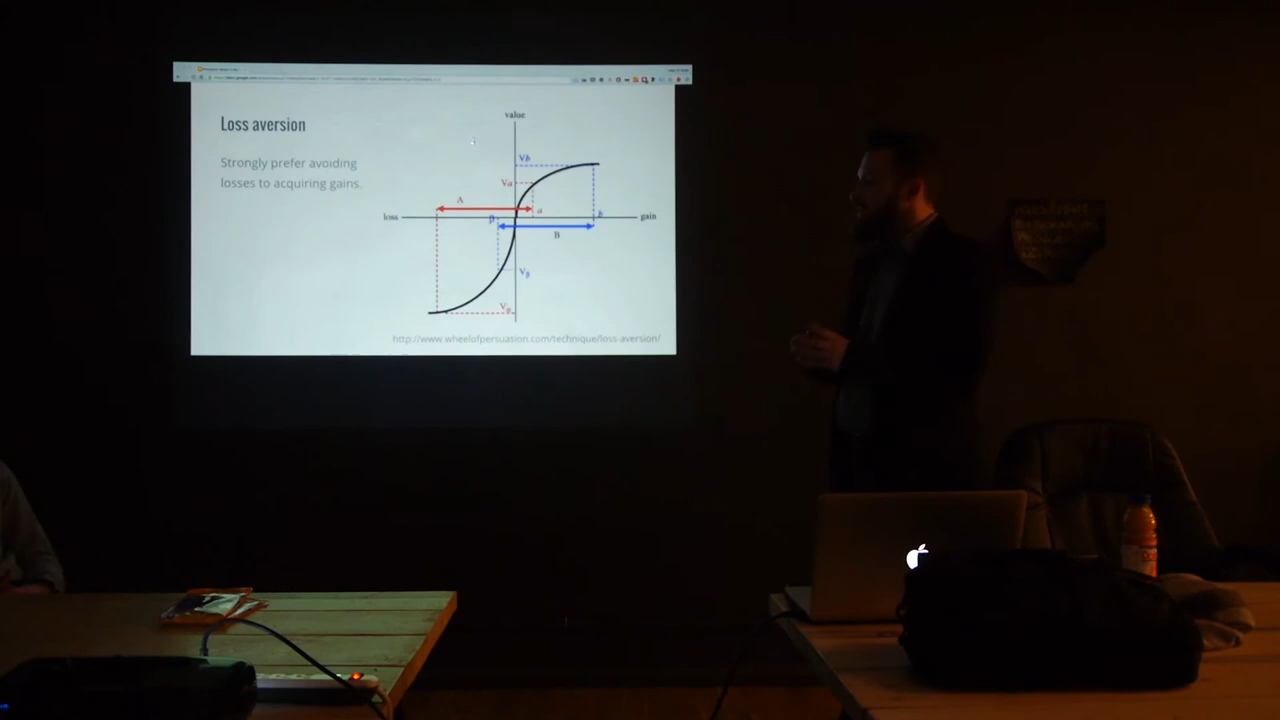 Loss aversion
Strongly prefer avoiding
losses to acquiring gains.
value
Vb
Va
A
a
loss
β
b
gain
B
Vβ
Vα
http://www.wheelofpersuasion.com/technique/loss-aversion/